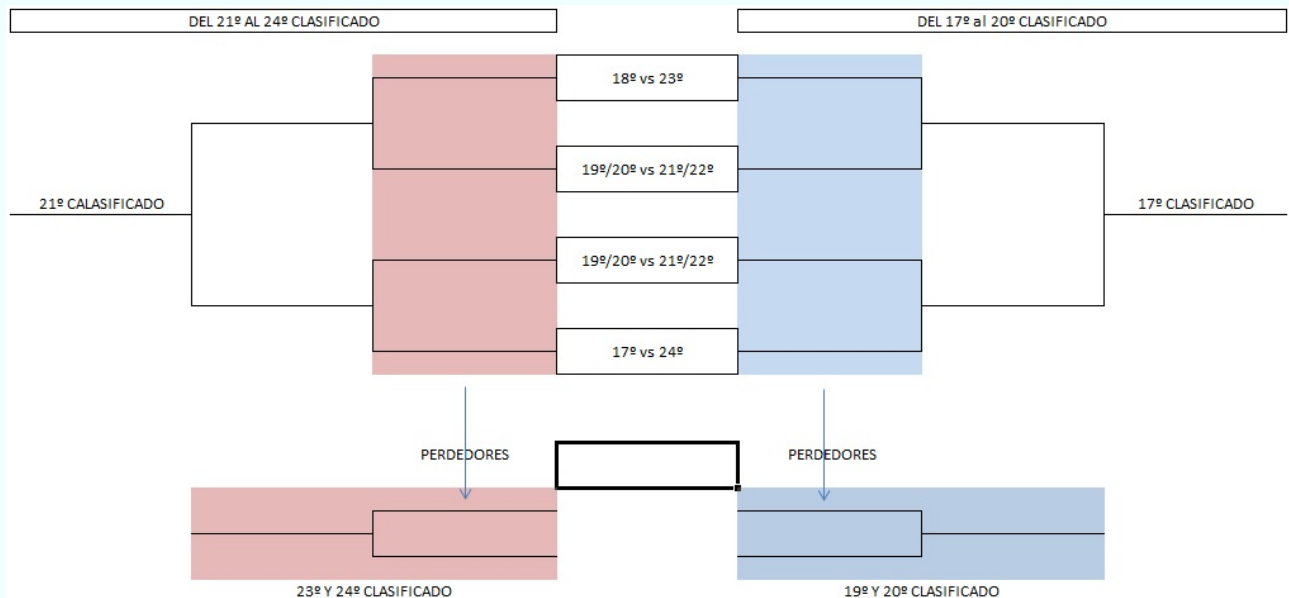 DEL 21º AL 24º CLASIFICADO
DEL 17º al 20º CLASIFICADO
18º vs 23º
19º/20º vs 21º/22º
21º CALASIFICADO
17º CLASIFICADO
19º/20º vs 21º/22º
17º vs 24º
PERDEDORES
PERDEDORES
23º Y 24º CLASIFICADO
19º Y 20º CLASIFICADO